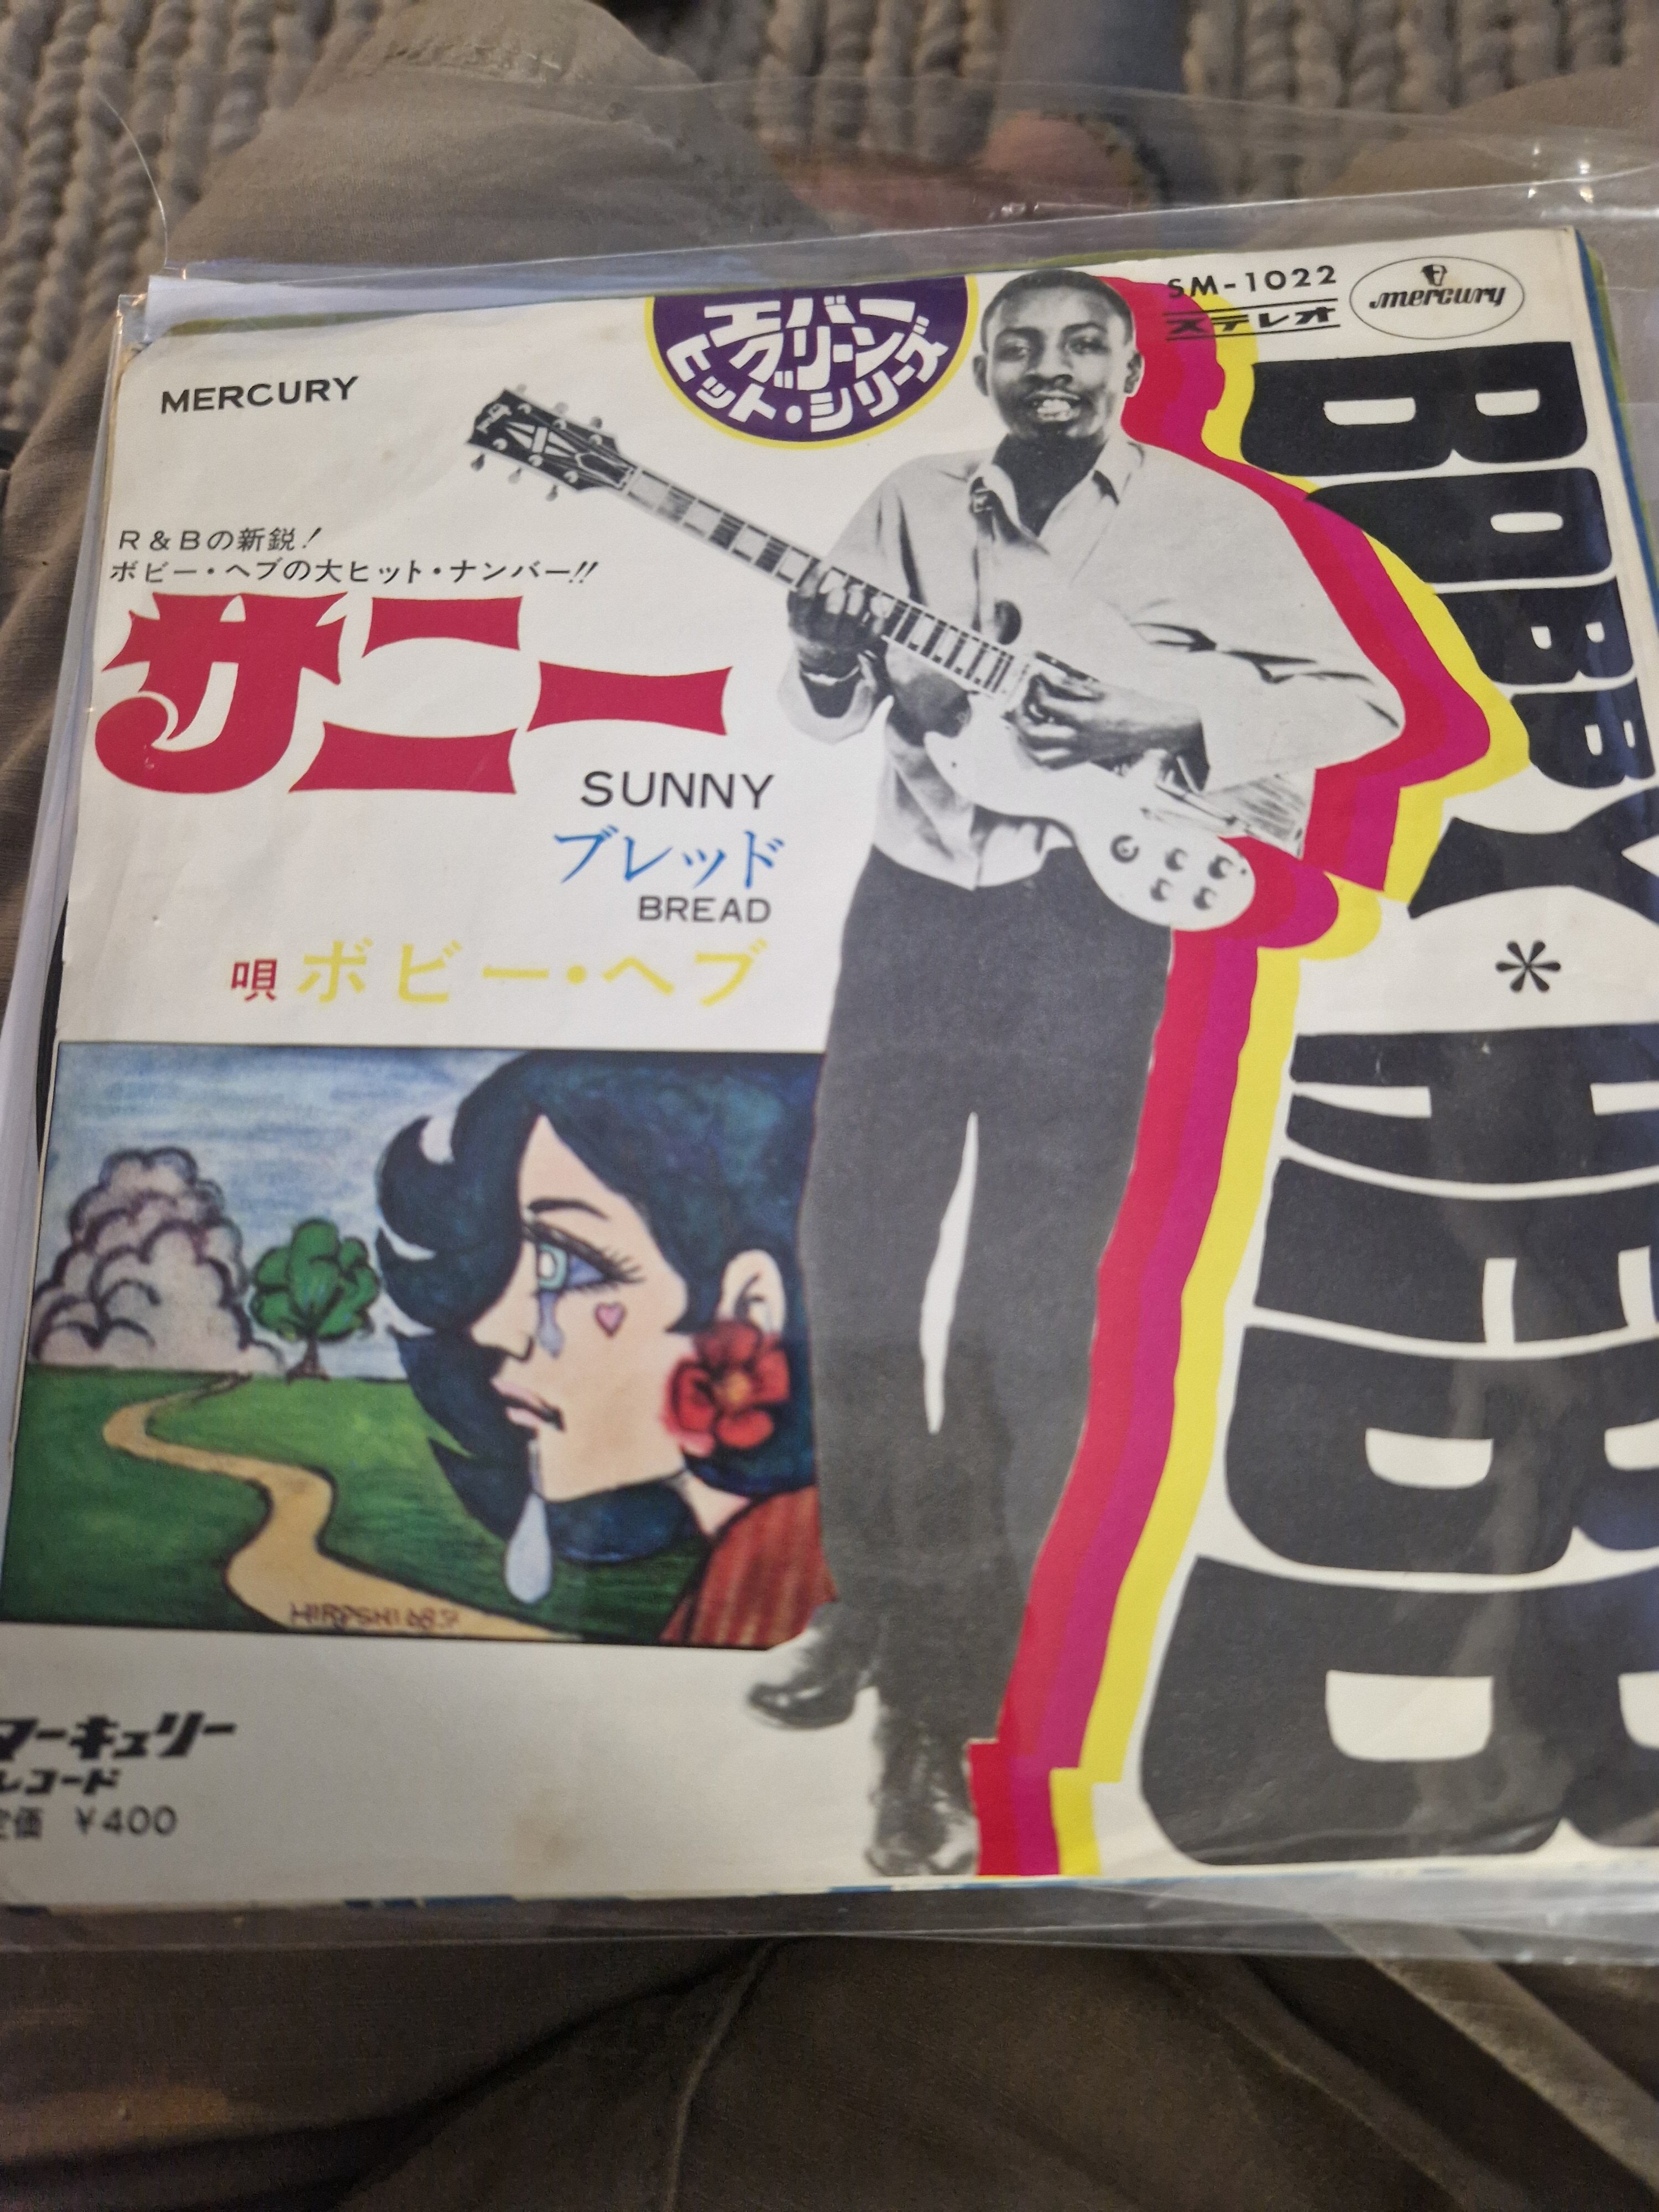 エバー
グリーン
ヒット・シリーズ
SM-1022
ステレオ
mercury
MERCURY
R&Bの新鋭!
ボビー・ヘブの大ヒット・ナンバー!!
サニー
SUNNY
ブレッド
BREAD
唄 ボビー・ヘブ
BOBBY
*
HEBB
マーキュリー
レコード
定価 ¥400